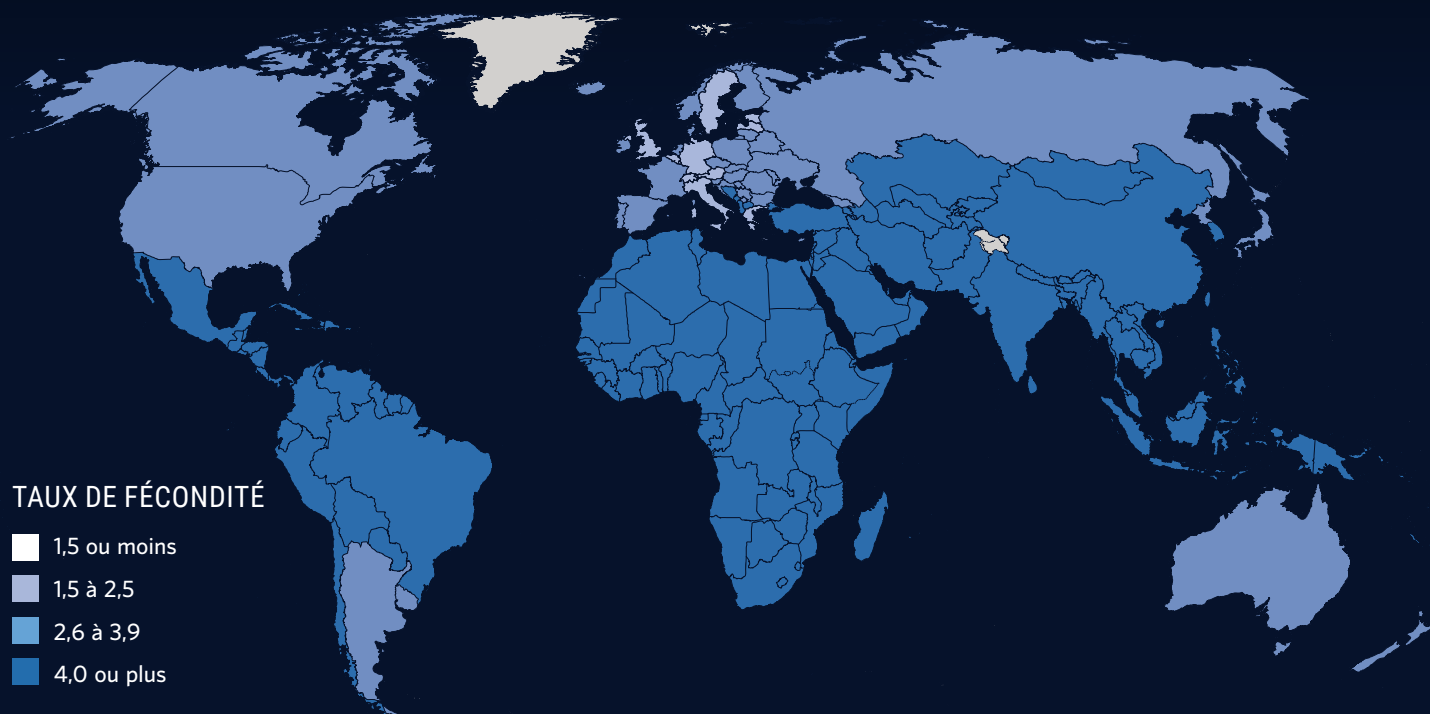 TAUX DE FÉCONDITÉ
1,5 ou moins
1,5 à 2,5
2,6 à 3,9
4,0 ou plus